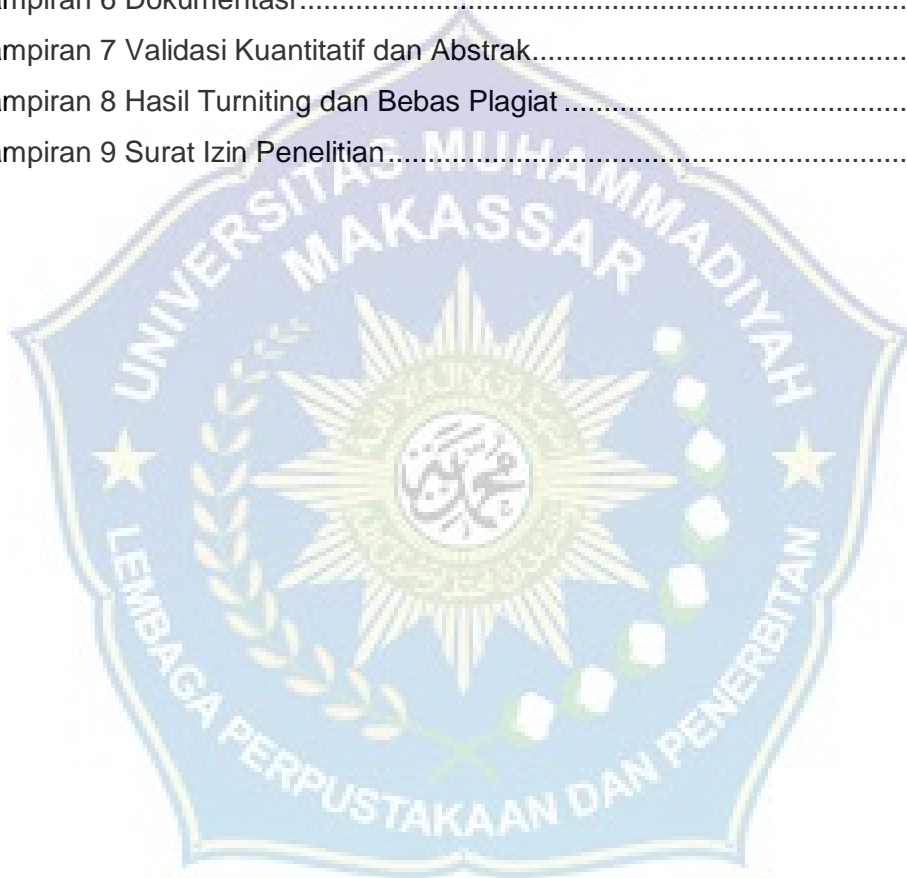 ampiran 6 Dokumentasi....................................................................................
ampiran 7 Validasi Kuantitatif dan Abstrak...............................................
ampiran 8 Hasil Turniting dan Bebas Plagiat ...........................................
ampiran 9 Surat Izin Penelitian..................................................................
UNIVERSITAS MUHAMMADIYAH
MAKASSAR
محمد
LEMBAGA PERPUSTAKAAN DAN PENERBITAN